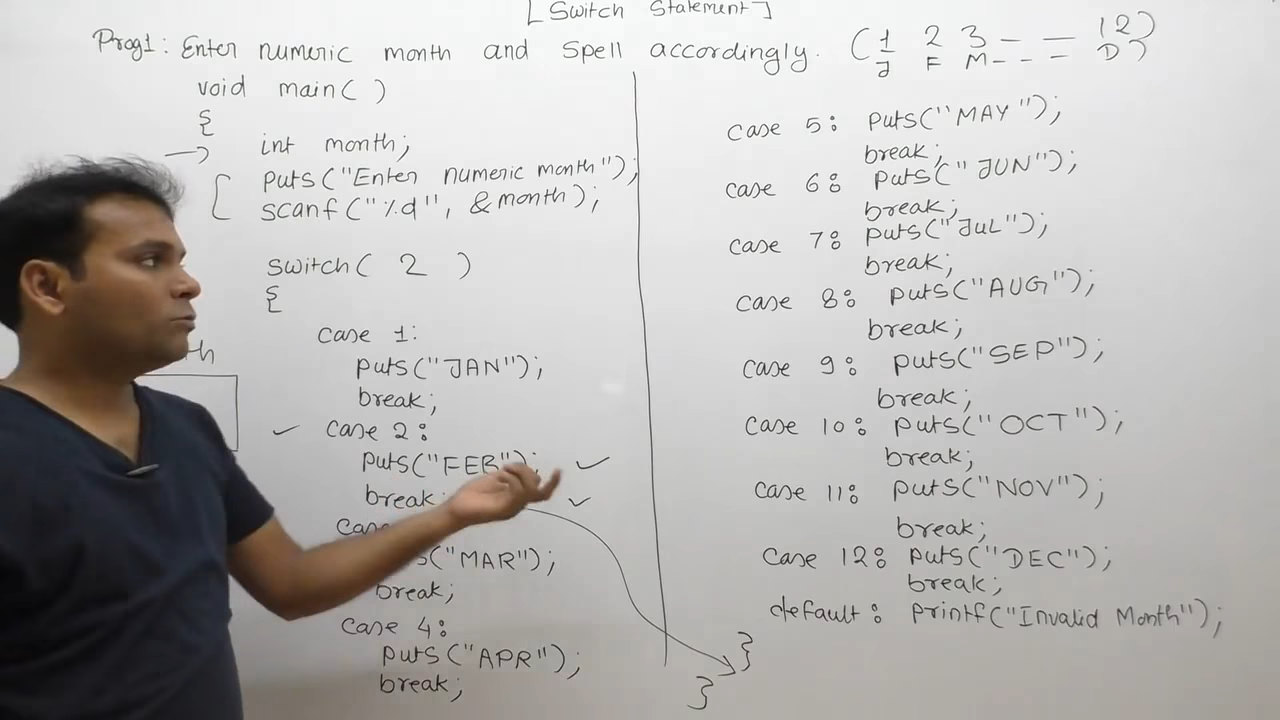 [ Switch Statement ]
Prog1: Enter numeric month and Spell accordingly. (1 2 3 — — 12)
J F M - - = D )
void main( )
{
int month;
puts("Enter numeric month");
scanf("%d", &month);
switch( 2 )
{
case 1:
puts("JAN");
break;
case 2:
puts("FEB");
break;
puts("MAR");
break;
case 4:
puts("APR");
break;
case 5: puts("MAY");
break;
case 6: puts("JUN");
break;
case 7: puts("JUL");
break;
case 8: puts("AUG");
break;
case 9: puts("SEP");
break;
case 10: puts("OCT");
break;
case 11: puts("NOV");
break;
case 12: puts("DEC");
break;
default: printf("Invalid Month");
}
}